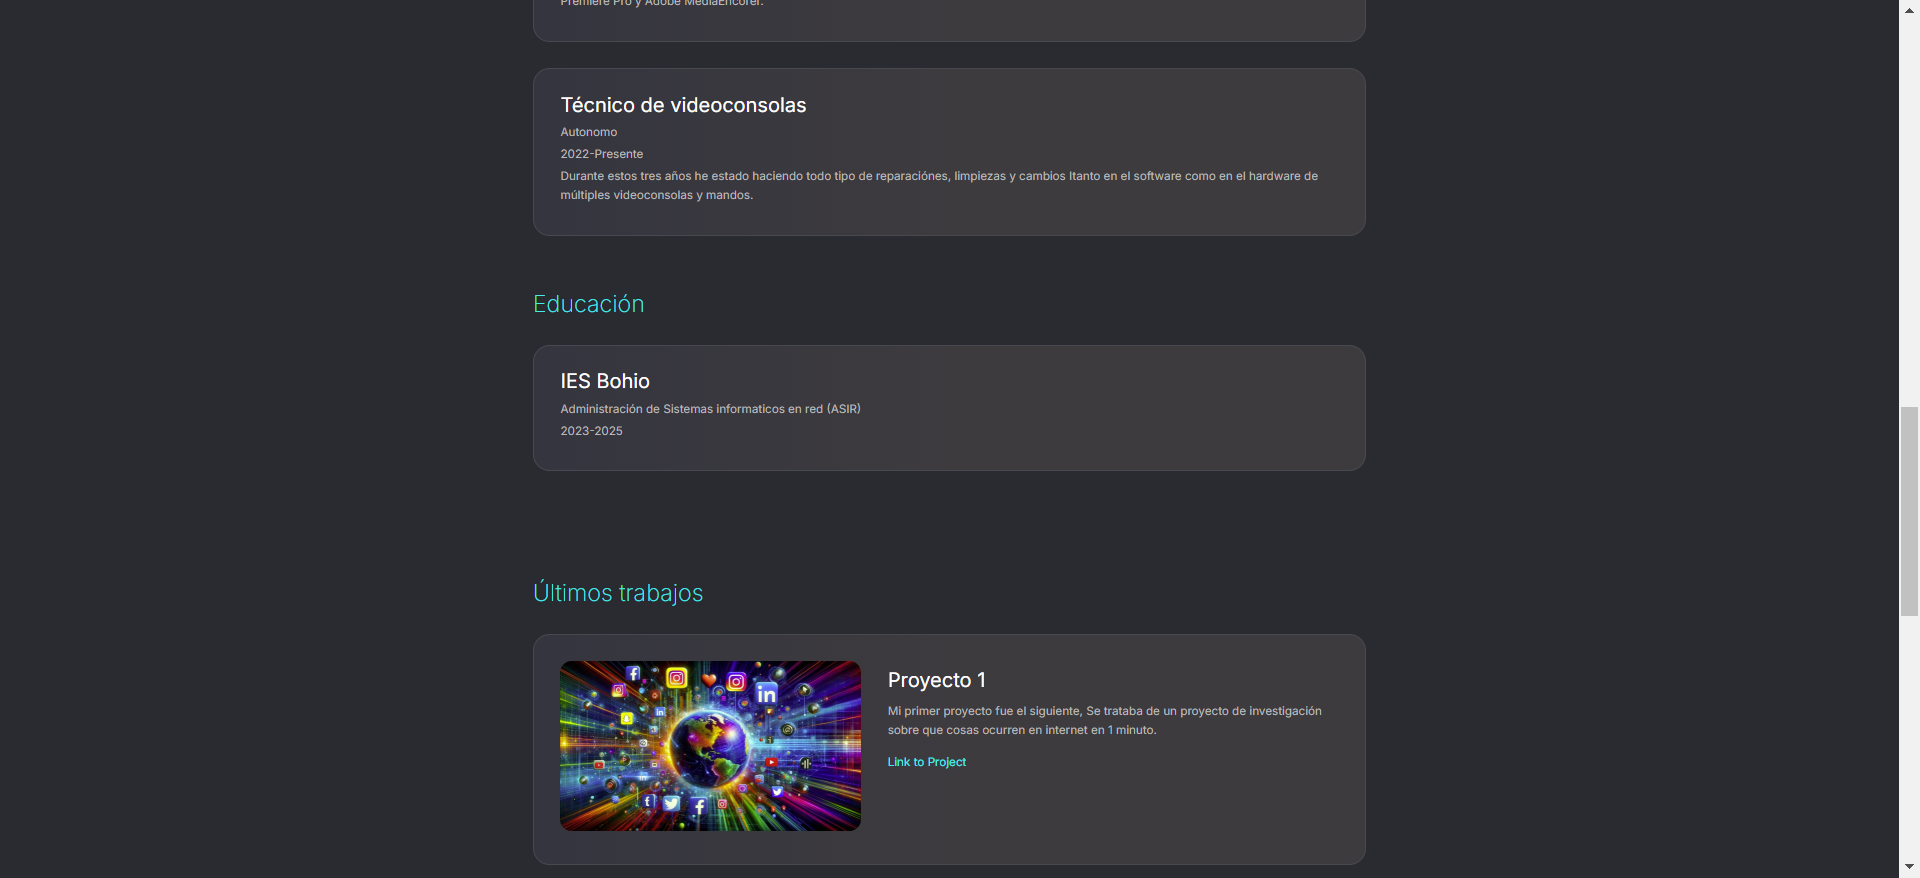 Premiere Pro y Adobe MediaEncorer.
Técnico de videoconsolas
Autonomo
2022-Presente
Durante estos tres años he estado haciendo todo tipo de reparaciónes, limpiezas y cambios ltanto en el software como en el hardware de
múltiples videoconsolas y mandos.
Educación
IES Bohio
Administración de Sistemas informaticos en red (ASIR)
2023-2025
Últimos trabajos
in
Proyecto 1
Mi primer proyecto fue el siguiente, Se trataba de un proyecto de investigación
sobre que cosas ocurren en internet en 1 minuto.
Link to Project